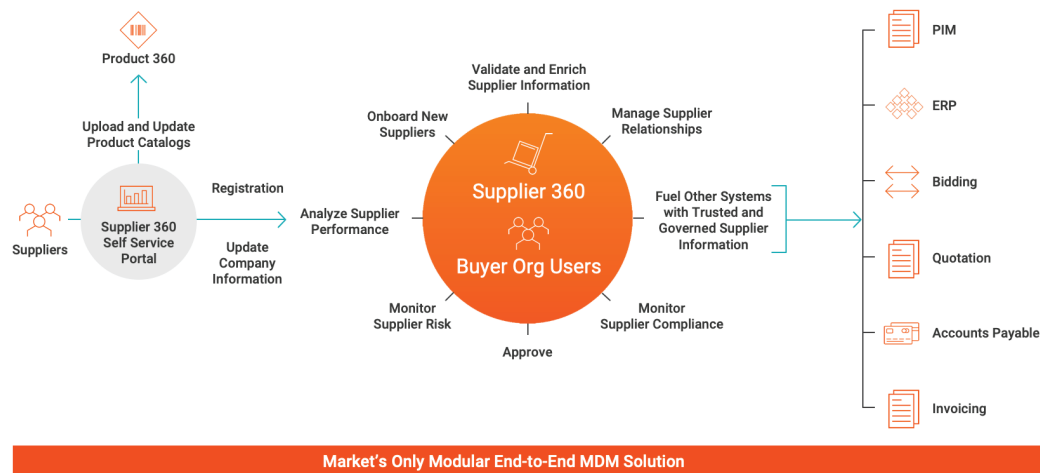 Product 360
Upload and Update
Product Catalogs
Suppliers
Supplier 360
Self Service
Portal
Registration
Update
Company
Information
Validate and Enrich
Supplier Information
Onboard New
Suppliers
Manage Supplier
Relationships
Analyze Supplier
Performance
Supplier 360
Buyer Org Users
Fuel Other Systems
with Trusted and
Governed Supplier
Information
Monitor
Supplier Risk
Monitor
Supplier Compliance
Approve
PIM
ERP
Bidding
Quotation
Accounts Payable
Invoicing
Market's Only Modular End-to-End MDM Solution